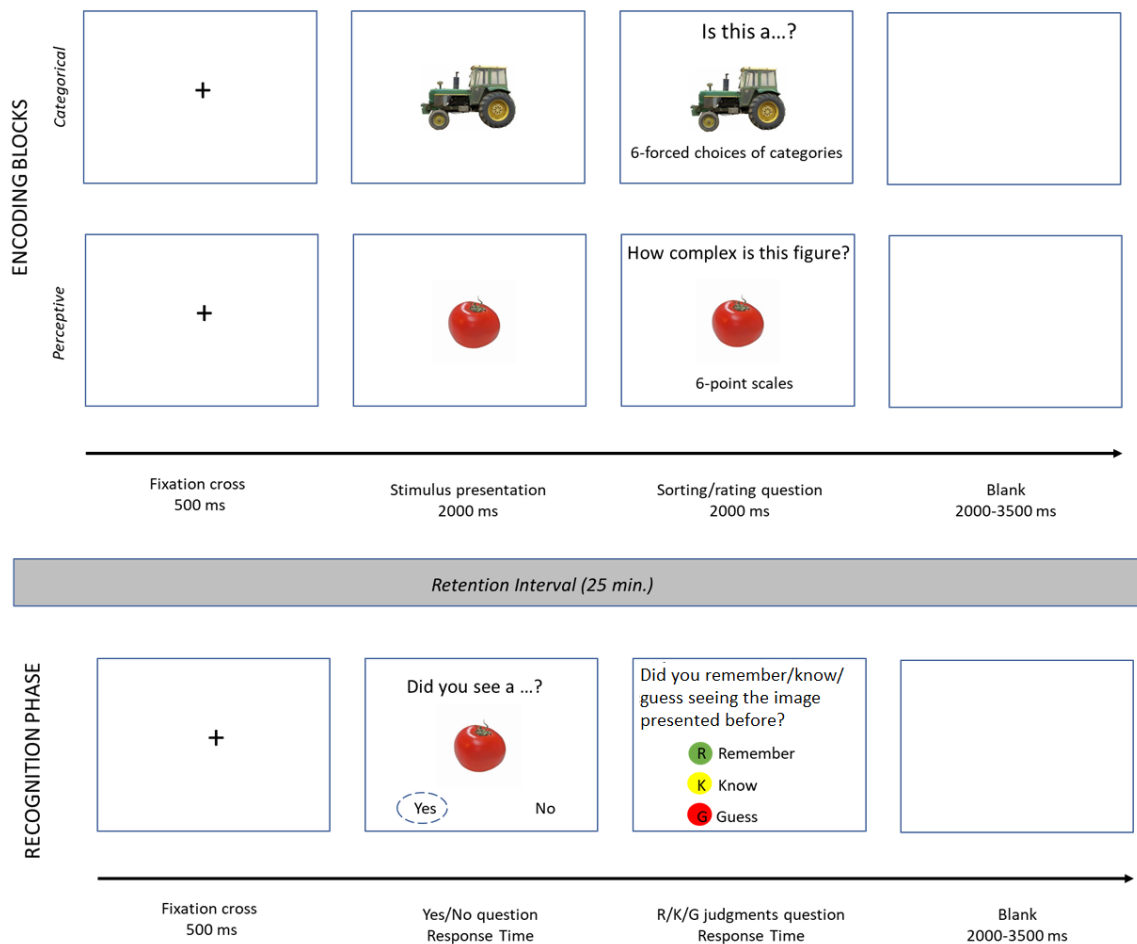 ENCODING BLOCKS
Categorical
+
Is this a...?
6-forced choices of categories
Perceptive
+
How complex is this figure?
6-point scales
Fixation cross
500 ms
Stimulus presentation
2000 ms
Sorting/rating question
2000 ms
Blank
2000-3500 ms
Retention Interval (25 min.)
RECOGNITION PHASE
+
Did you see a ...?
Yes
No
Did you remember/know/
guess seeing the image
presented before?
R Remember
K Know
G Guess
Fixation cross
500 ms
Yes/No question
Response Time
R/K/G judgments question
Response Time
Blank
2000-3500 ms